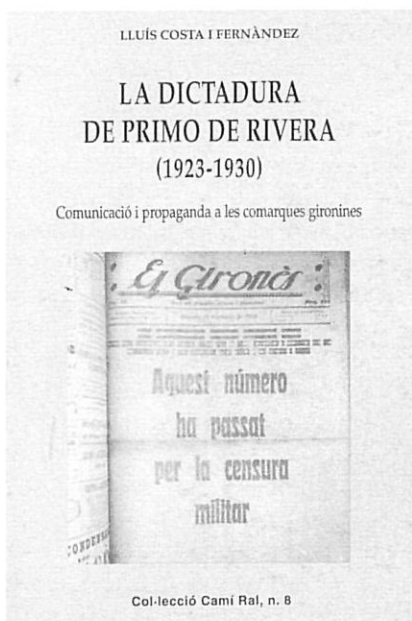 LLUÍS COSTA I FERNÀNDEZ
LA DICTADURA
DE PRIMO DE RIVERA
(1923-1930)
Comunicació i propaganda a les comarques gironines
El Gironès
Aquest número
ha passat
per la censura
militar
Col·lecció Camí Ral, n. 8